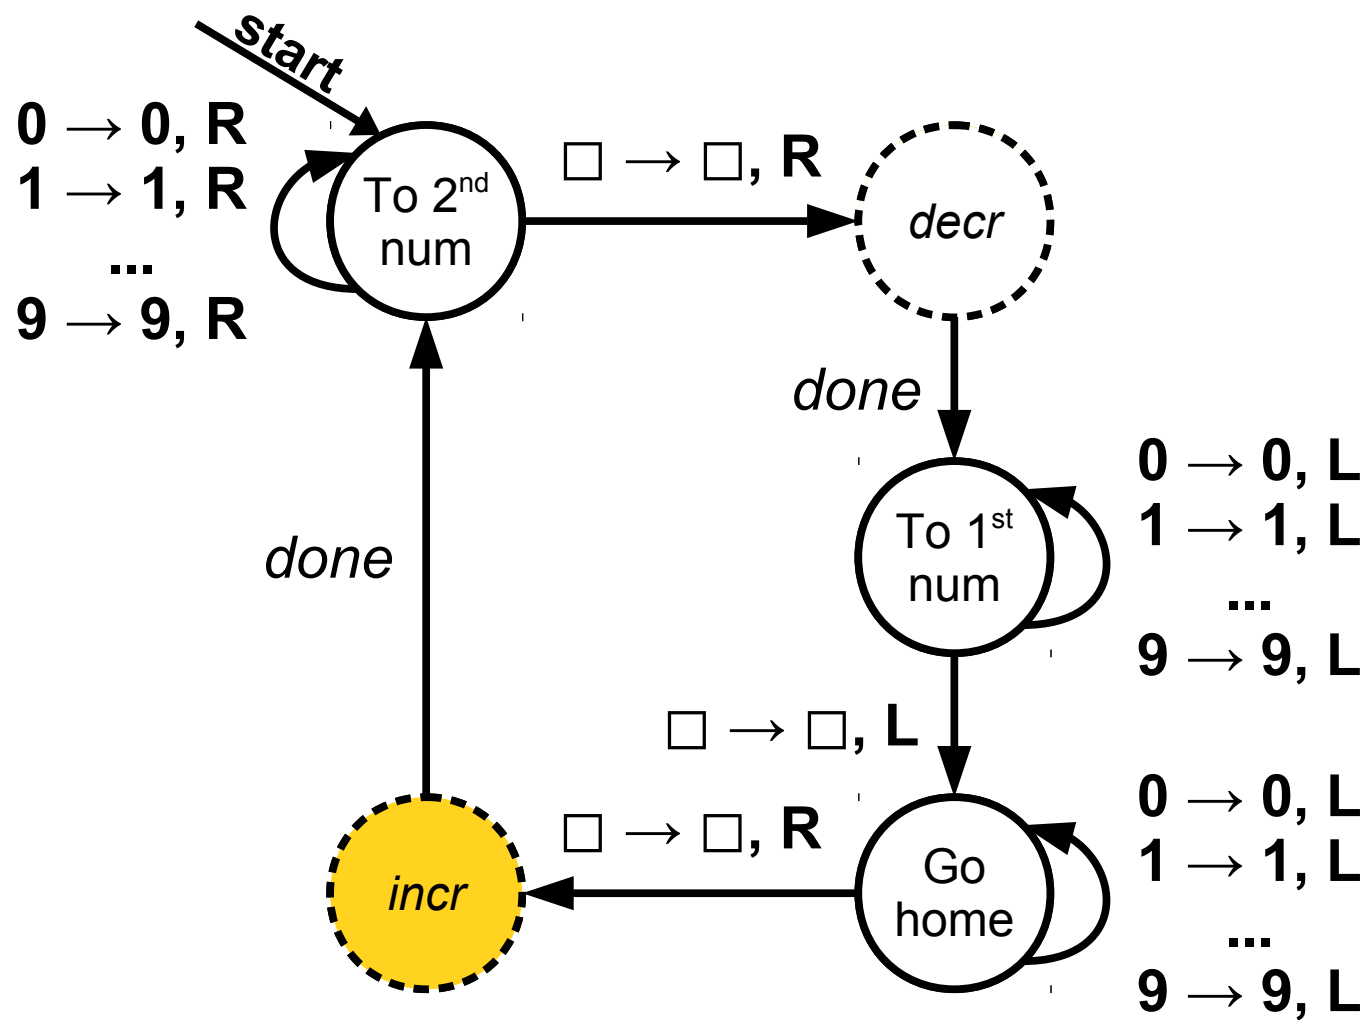 start
0 → 0, R
1 → 1, R
...
9 → 9, R
To 2nd
num
□ → □, R
decr
done
0 → 0, L
1 → 1, L
...
9 → 9, L
To 1st
num
done
□ → □, L
0 → 0, L
1 → 1, L
...
9 → 9, L
□ → □, R
Go
home
incr